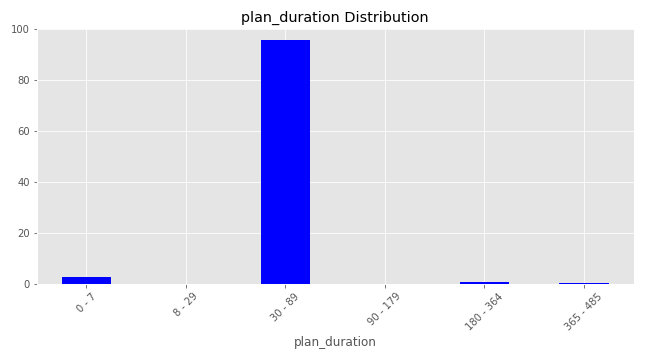 plan_duration Distribution
100
80
60
40
20
0
0 - 7
8 - 29
30 - 89
90 - 179
180 - 364
365 - 485
plan_duration